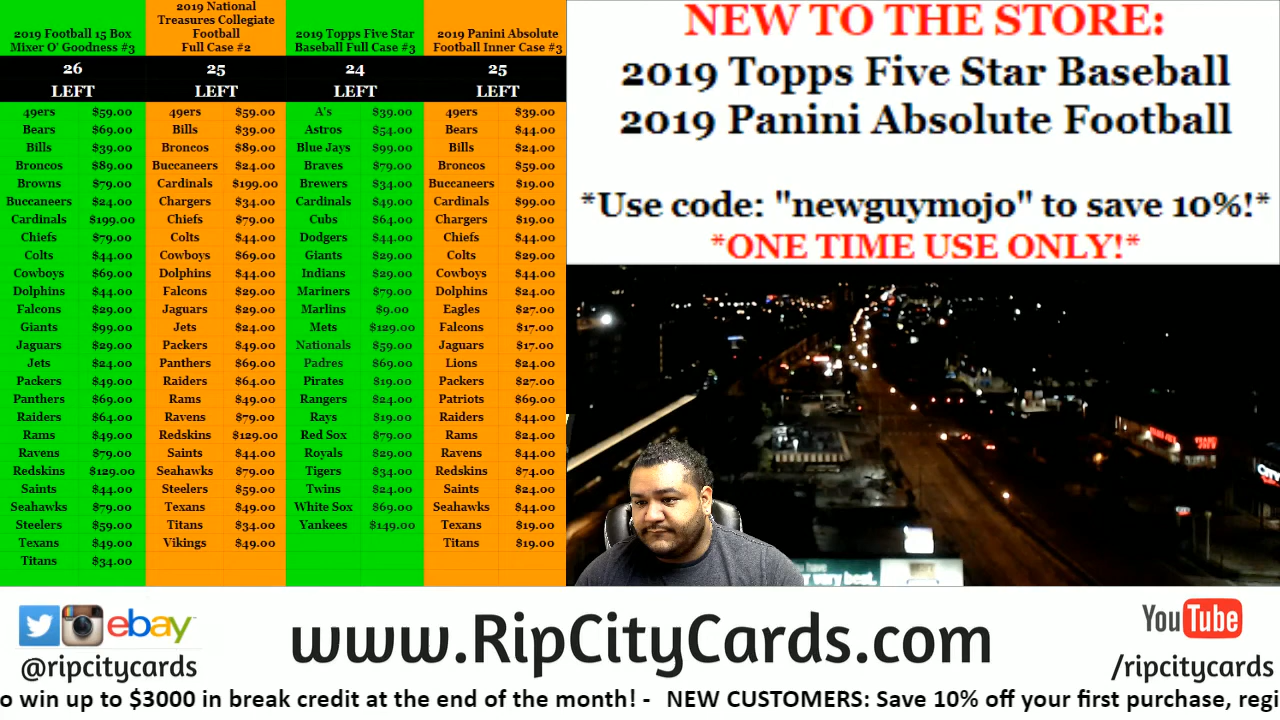 2019 Football 15 Box
Mixer O' Goodness #3
26
LEFT
49ers $59.00
Bears $69.00
Bills $39.00
Broncos $89.00
Browns $79.00
Buccaneers $24.00
Cardinals $199.00
Chiefs $79.00
Colts $44.00
Cowboys $69.00
Dolphins $44.00
Falcons $29.00
Giants $99.00
Jaguars $29.00
Jets $24.00
Packers $49.00
Panthers $69.00
Raiders $64.00
Rams $49.00
Ravens $79.00
Redskins $129.00
Saints $44.00
Seahawks $79.00
Steelers $59.00
Texans $49.00
Titans $34.00
2019 National
Treasures Collegiate
Football
Full Case #2
25
LEFT
49ers $59.00
Bills $39.00
Broncos $89.00
Buccaneers $24.00
Cardinals $199.00
Chargers $34.00
Chiefs $79.00
Colts $44.00
Cowboys $69.00
Dolphins $44.00
Falcons $29.00
Jaguars $29.00
Jets $24.00
Packers $49.00
Panthers $69.00
Raiders $64.00
Rams $49.00
Ravens $79.00
Redskins $129.00
Saints $44.00
Seahawks $79.00
Steelers $59.00
Texans $49.00
Titans $34.00
Vikings $49.00
2019 Topps Five Star
Baseball Full Case #3
24
LEFT
A's $39.00
Astros $54.00
Blue Jays $99.00
Braves $79.00
Brewers $34.00
Cardinals $49.00
Cubs $64.00
Dodgers $44.00
Giants $29.00
Indians $29.00
Mariners $79.00
Marlins $9.00
Mets $129.00
Nationals $59.00
Padres $69.00
Pirates $19.00
Rangers $24.00
Rays $19.00
Red Sox $79.00
Royals $29.00
Tigers $34.00
Twins $24.00
White Sox $69.00
Yankees $149.00
2019 Panini Absolute
Football Inner Case #3
25
LEFT
49ers $39.00
Bears $44.00
Bills $24.00
Broncos $59.00
Buccaneers $19.00
Cardinals $99.00
Chargers $19.00
Chiefs $44.00
Colts $29.00
Cowboys $44.00
Dolphins $24.00
Eagles $27.00
Falcons $17.00
Jaguars $17.00
Lions $24.00
Packers $27.00
Patriots $69.00
Raiders $44.00
Rams $24.00
Ravens $44.00
Redskins $74.00
Saints $24.00
Seahawks $44.00
Texans $19.00
Titans $19.00
NEW TO THE STORE:
2019 Topps Five Star Baseball
2019 Panini Absolute Football
*Use code: "newguymojo" to save 10%!*
*ONE TIME USE ONLY!*
very best.
ebay
@ripcitycards
www.RipCityCards.com
YouTube
/ripcitycards
o win up to $3000 in break credit at the end of the month! - NEW CUSTOMERS: Save 10% off your first purchase, regi